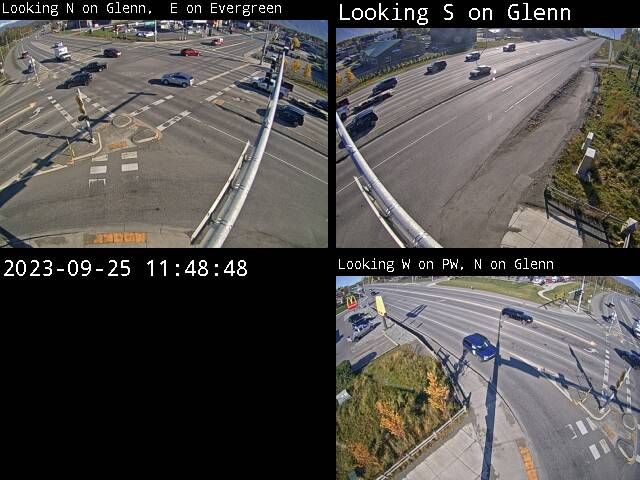 Looking N on Glenn,  E on Evergreen
Looking S on Glenn
2023-09-25 11:48:48
Looking W on PW, N on Glenn